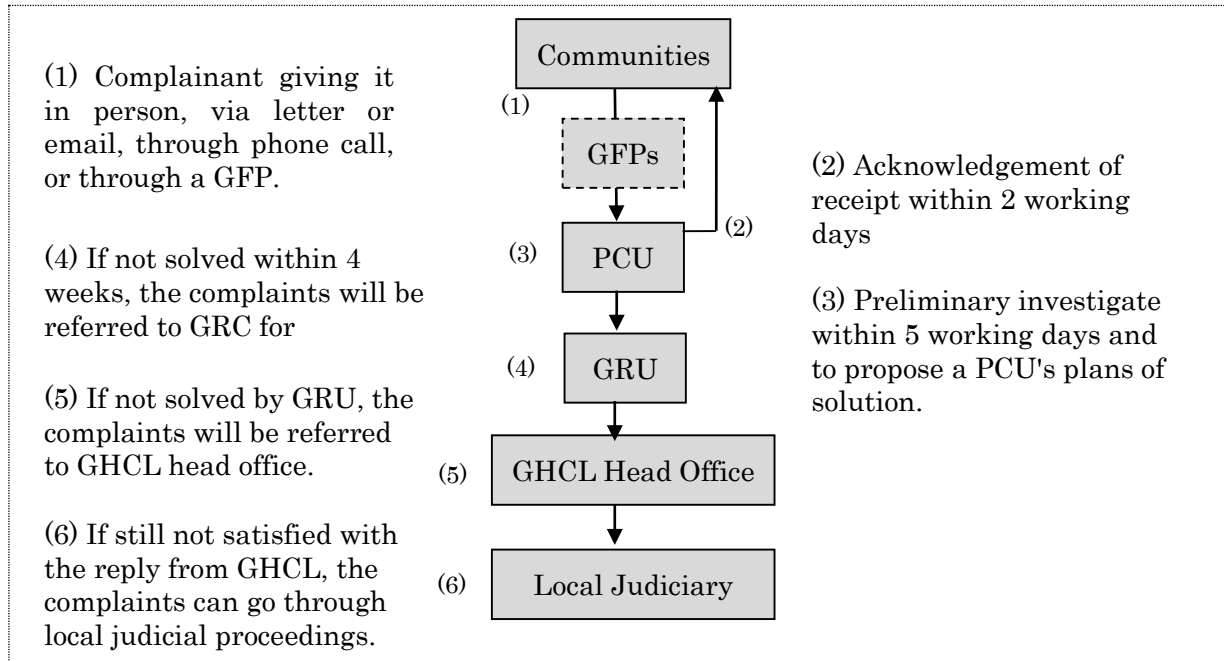 (1) Complainant giving it
in person, via letter or
email, through phone call,
or through a GFP.
(4) If not solved within 4
weeks, the complaints will be
referred to GRC for
(5) If not solved by GRU, the
complaints will be referred
to GHCL head office.
(6) If still not satisfied with
the reply from GHCL, the
complaints can go through
local judicial proceedings.
Communities
(1)
GFPs
(2)
(3)
PCU
(4)
GRU
(5)
GHCL Head Office
(6)
Local Judiciary
(2) Acknowledgement of
receipt within 2 working
days
(3) Preliminary investigate
within 5 working days and
to propose a PCU's plans of
solution.